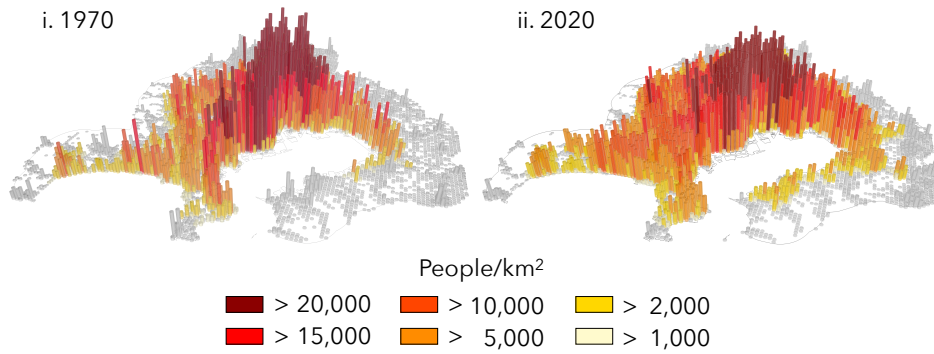 i. 1970
ii. 2020
People/km²
> 20,000 > 10,000 > 2,000
> 15,000 > 5,000 > 1,000